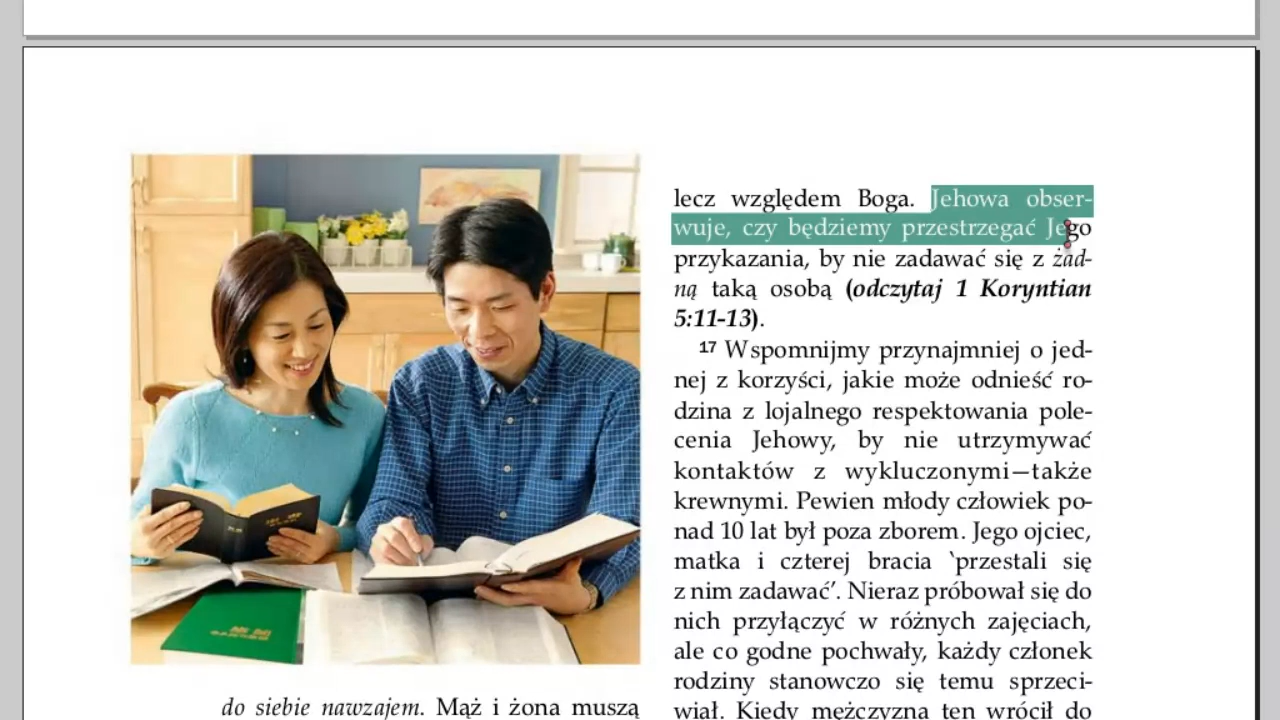 lecz względem Boga. Jehowa obser-
wuje, czy będziemy przestrzegać Jego
przykazania, by nie zadawać się z żad-
ną taką osobą (odczytaj 1 Koryntian
5:11-13).
17 Wspomnijmy przynajmniej o jed-
nej z korzyści, jakie może odnieść ro-
dzina z lojalnego respektowania pole-
cenia Jehowy, by nie utrzymywać
kontaktów z wykluczonymi—także
krewnymi. Pewien młody człowiek po-
nad 10 lat był poza zborem. Jego ojciec,
matka i czterej bracia ‵przestali się
z nim zadawać′. Nieraz próbował się do
nich przyłączyć w różnych zajęciach,
ale co godne pochwały, każdy członek
rodziny stanowczo się temu sprzeci-
wiał. Kiedy mężczyzna ten wrócił do
do siebie nawzajem. Mąż i żona muszą